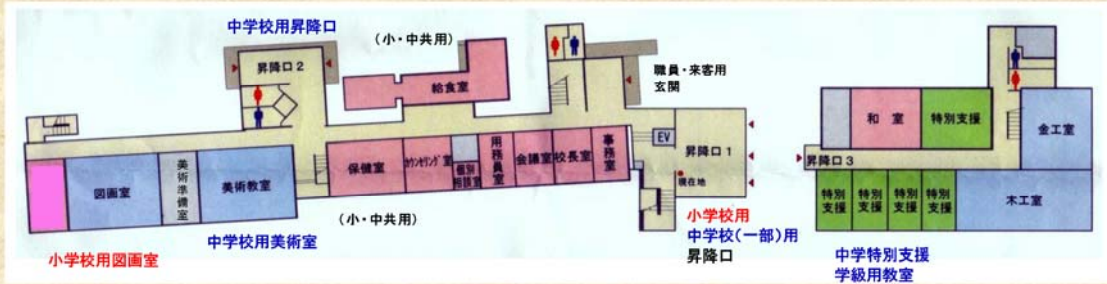 中学校用昇降口
(小・中共用)
昇降口2
給食室
職員・来客用
玄関
和 室
特別支援
金工室
EV
昇降口1
昇降口3
現在地
図画室
美術準備室
美術教室
保健室
カウンセリング室
個別
相談室
用務員室
会議室
校長室
事務室
特別
支援
特別
支援
特別
支援
特別
支援
木工室
(小・中共用)
小学校用
中学校(一部)用
昇降口
中学校用美術室
小学校用図画室
中学特別支援
学級用教室